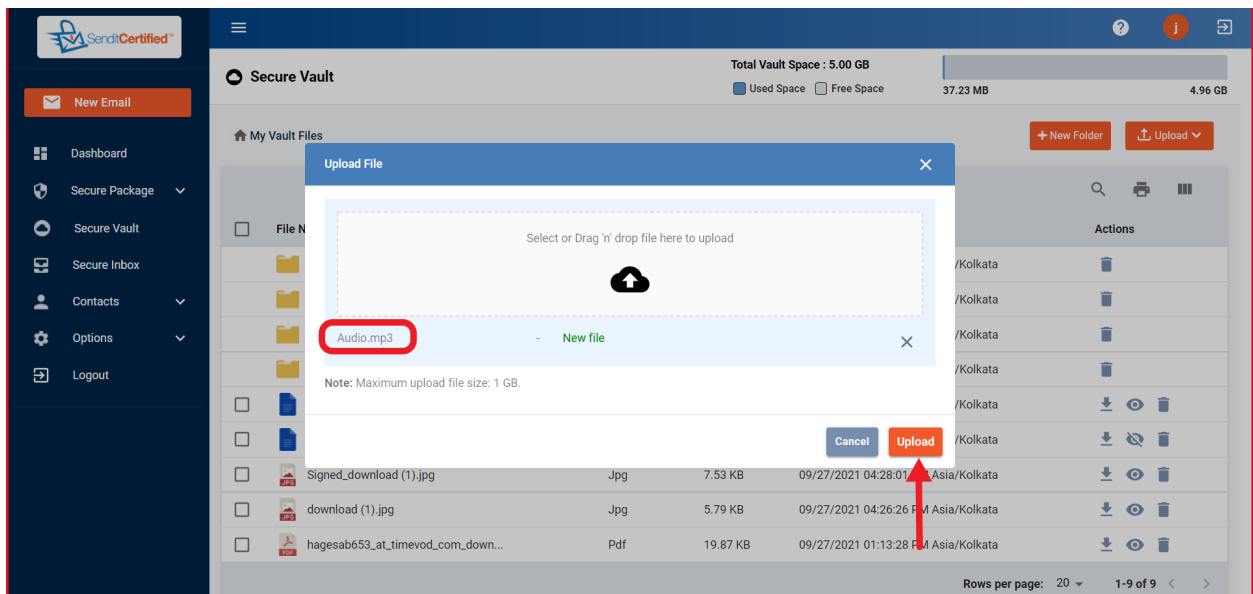 SenditCertified™
j
Secure Vault
Total Vault Space : 5.00 GB
Used Space Free Space
37.23 MB 4.96 GB
New Email
My Vault Files
New Folder
Upload
Dashboard
Secure Package
Secure Vault
Secure Inbox
Contacts
Options
Logout
Upload File
Select or Drag 'n' drop file here to upload
Audio.mp3 - New file
Note: Maximum upload file size: 1 GB.
Cancel Upload
File N
Actions
/Kolkata
/Kolkata
/Kolkata
/Kolkata
/Kolkata
/Kolkata
JPG Signed_download (1).jpg Jpg 7.53 KB 09/27/2021 04:28:01 M Asia/Kolkata
JPG download (1).jpg Jpg 5.79 KB 09/27/2021 04:26:26 PM Asia/Kolkata
PDF hagesab653_at_timevod_com_down... Pdf 19.87 KB 09/27/2021 01:13:28 PM Asia/Kolkata
Rows per page: 20 1-9 of 9